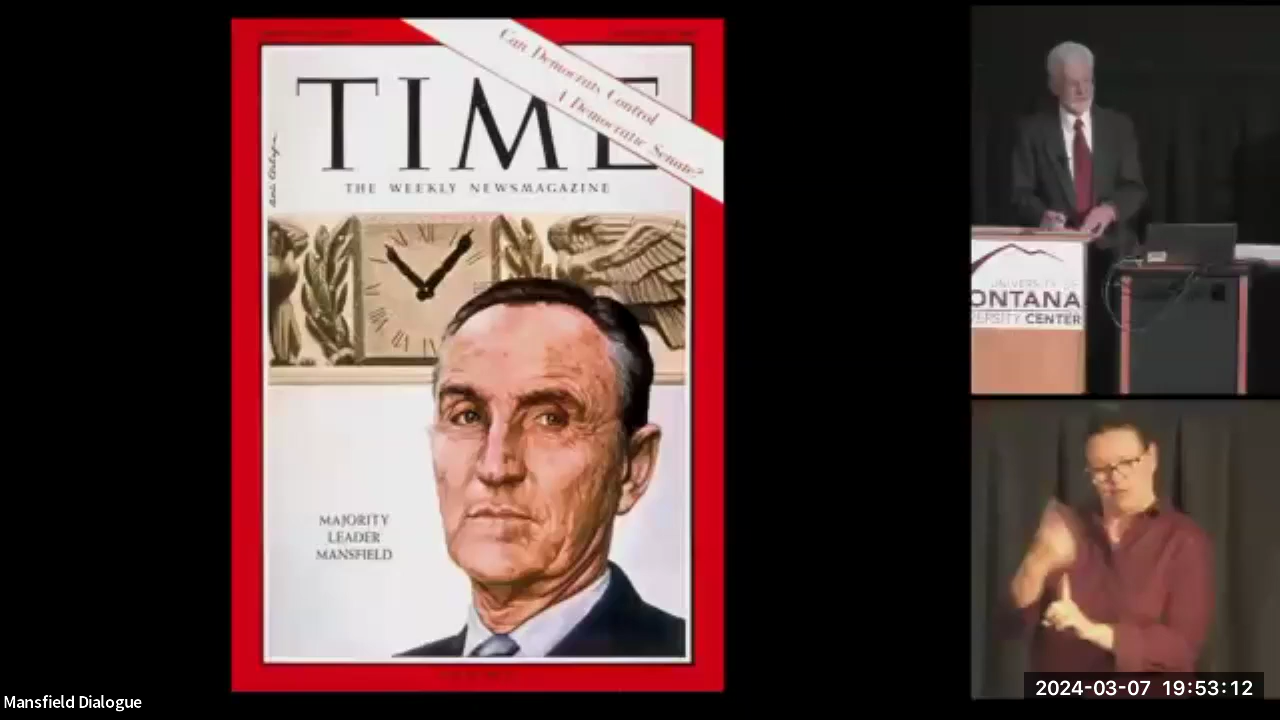 Can Democrats Control
A Democratic Senate?
TIME
THE WEEKLY NEWSMAGAZINE
MAJORITY
LEADER
MANSFIELD
UNIVERSITY OF
ONTANA
ERSITY CENTER
Mansfield Dialogue
2024-03-07 19:53:12